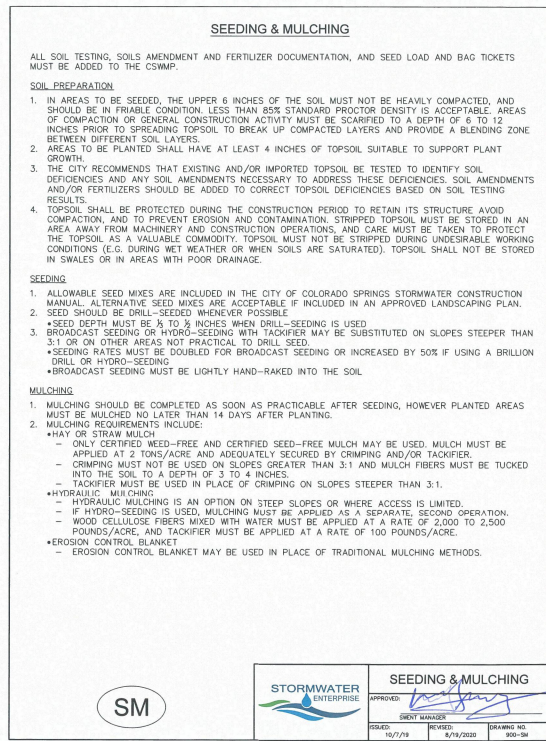 SEEDING & MULCHING
ALL SOIL TESTING, SOILS AMENDMENT AND FERTILIZER DOCUMENTATION, AND SEED LOAD AND BAG TICKETS
MUST BE ADDED TO THE CSWMP.
SOIL PREPARATION
1. IN AREAS TO BE SEEDED, THE UPPER 6 INCHES OF THE SOIL MUST NOT BE HEAVILY COMPACTED, AND
SHOULD BE IN FRIABLE CONDITION. LESS THAN 85% STANDARD PROCTOR DENSITY IS ACCEPTABLE. AREAS
OF COMPACTION OR GENERAL CONSTRUCTION ACTIVITY MUST BE SCARIFIED TO A DEPTH OF 6 TO 12
INCHES PRIOR TO SPREADING TOPSOIL TO BREAK UP COMPACTED LAYERS AND PROVIDE A BLENDING ZONE
BETWEEN DIFFERENT SOIL LAYERS.
2. AREAS TO BE PLANTED SHALL HAVE AT LEAST 4 INCHES OF TOPSOIL SUITABLE TO SUPPORT PLANT
GROWTH.
3. THE CITY RECOMMENDS THAT EXISTING AND/OR IMPORTED TOPSOIL BE TESTED TO IDENTIFY SOIL
DEFICIENCIES AND ANY SOIL AMENDMENTS NECESSARY TO ADDRESS THESE DEFICIENCIES. SOIL AMENDMENTS
AND/OR FERTILIZERS SHOULD BE ADDED TO CORRECT TOPSOIL DEFICIENCIES BASED ON SOIL TESTING
RESULTS.
4. TOPSOIL SHALL BE PROTECTED DURING THE CONSTRUCTION PERIOD TO RETAIN ITS STRUCTURE AVOID
COMPACTION, AND TO PREVENT EROSION AND CONTAMINATION. STRIPPED TOPSOIL MUST BE STORED IN AN
AREA AWAY FROM MACHINERY AND CONSTRUCTION OPERATIONS, AND CARE MUST BE TAKEN TO PROTECT
THE TOPSOIL AS A VALUABLE COMMODITY. TOPSOIL MUST NOT BE STRIPPED DURING UNDESIRABLE WORKING
CONDITIONS (E.G. DURING WET WEATHER OR WHEN SOILS ARE SATURATED). TOPSOIL SHALL NOT BE STORED
IN SWALES OR IN AREAS WITH POOR DRAINAGE.
SEEDING
1. ALLOWABLE SEED MIXES ARE INCLUDED IN THE CITY OF COLORADO SPRINGS STORMWATER CONSTRUCTION
MANUAL. ALTERNATIVE SEED MIXES ARE ACCEPTABLE IF INCLUDED IN AN APPROVED LANDSCAPING PLAN.
2. SEED SHOULD BE DRILL-SEEDED WHENEVER POSSIBLE
•SEED DEPTH MUST BE TO INCHES WHEN DRILL-SEEDING IS USED
3. BROADCAST SEEDING OR HYDRO-SEEDING WITH TACKIFIER MAY BE SUBSTITUTED ON SLOPES STEEPER THAN
3:1 OR ON OTHER AREAS NOT PRACTICAL TO DRILL SEED.
•SEEDING RATES MUST BE DOUBLED FOR BROADCAST SEEDING OR INCREASED BY 50% IF USING A BRILLION
DRILL OR HYDRO-SEEDING
•BROADCAST SEEDING MUST BE LIGHTLY HAND-RAKED INTO THE SOIL
MULCHING
1. MULCHING SHOULD BE COMPLETED AS SOON AS PRACTICABLE AFTER SEEDING, HOWEVER PLANTED AREAS
MUST BE MULCHED NO LATER THAN 14 DAYS AFTER PLANTING.
2. MULCHING REQUIREMENTS INCLUDE:
•HAY OR STRAW MULCH
– ONLY CERTIFIED WEED-FREE AND CERTIFIED SEED-FREE MULCH MAY BE USED. MULCH MUST BE
APPLIED AT 2 TONS/ACRE AND ADEQUATELY SECURED BY CRIMPING AND/OR TACKIFIER.
– CRIMPING MUST NOT BE USED ON SLOPES GREATER THAN 3:1 AND MULCH FIBERS MUST BE TUCKED
INTO THE SOIL TO A DEPTH OF 3 TO 4 INCHES.
– TACKIFIER MUST BE USED IN PLACE OF CRIMPING ON SLOPES STEEPER THAN 3:1.
•HYDRAULIC MULCHING
– HYDRAULIC MULCHING IS AN OPTION ON STEEP SLOPES OR WHERE ACCESS IS LIMITED.
– IF HYDRO-SEEDING IS USED, MULCHING MUST BE APPLIED AS A SEPARATE, SECOND OPERATION.
– WOOD CELLULOSE FIBERS MIXED WITH WATER MUST BE APPLIED AT A RATE OF 2,000 TO 2,500
POUNDS/ACRE, AND TACKIFIER MUST BE APPLIED AT A RATE OF 100 POUNDS/ACRE.
•EROSION CONTROL BLANKET
– EROSION CONTROL BLANKET MAY BE USED IN PLACE OF TRADITIONAL MULCHING METHODS.
SM
STORMWATER
ENTERPRISE
SEEDING & MULCHING
APPROVED:
SWENT MANAGER
ISSUED: REVISED: DRAWING NO.
10/7/19 8/19/2020 900-SM